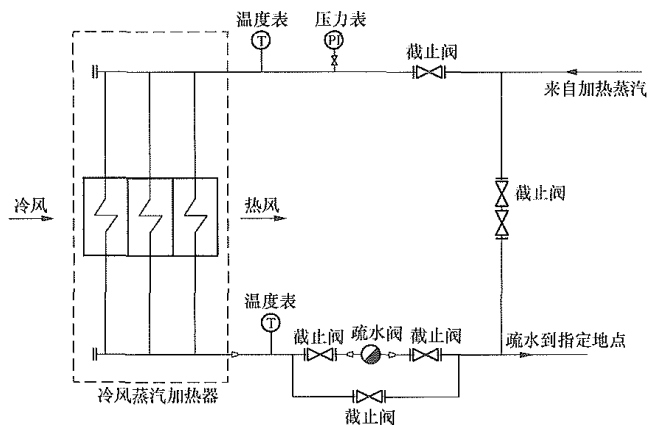 温度表
压力表
T
PI
截止阀
来自加热蒸汽
截止阀
冷风
热风
温度表
T
截止阀
疏水阀
截止阀
疏水到指定地点
冷风蒸汽加热器
截止阀